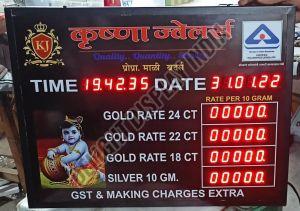 KJ
कृष्णा ज्वेलर्स
Quality.. Quantity..
प्रोप्रा. माळी ब्रदर्स
TIME 19.42.35 DATE 31.01.22
RATE PER 10 GRAM
GOLD RATE 24 CT 00000.
GOLD RATE 22 CT 00000.
GOLD RATE 18 CT 00000.
SILVER 10 GM. 00000.
GST & MAKING CHARGES EXTRA